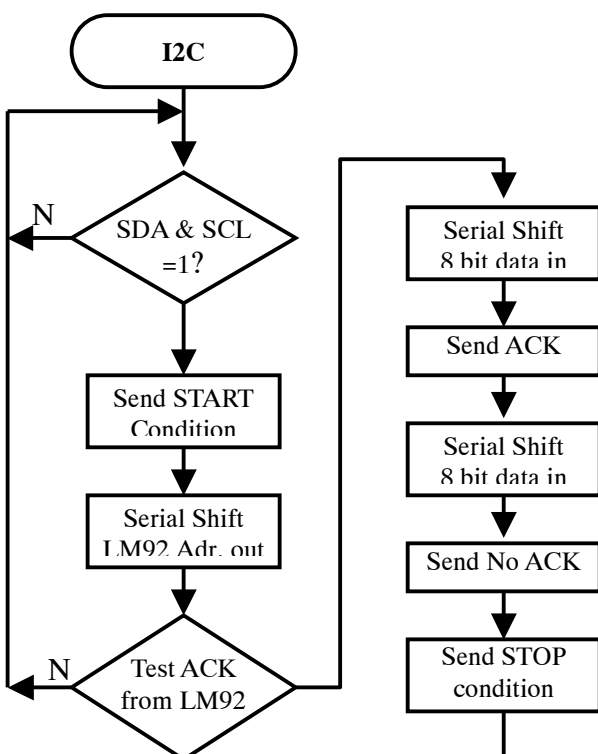 I2C
N
SDA & SCL
=1?
Send START
Condition
Serial Shift
LM92 Adr. out
N
Test ACK
from LM92
Serial Shift
8 bit data in
Send ACK
Serial Shift
8 bit data in
Send No ACK
Send STOP
condition